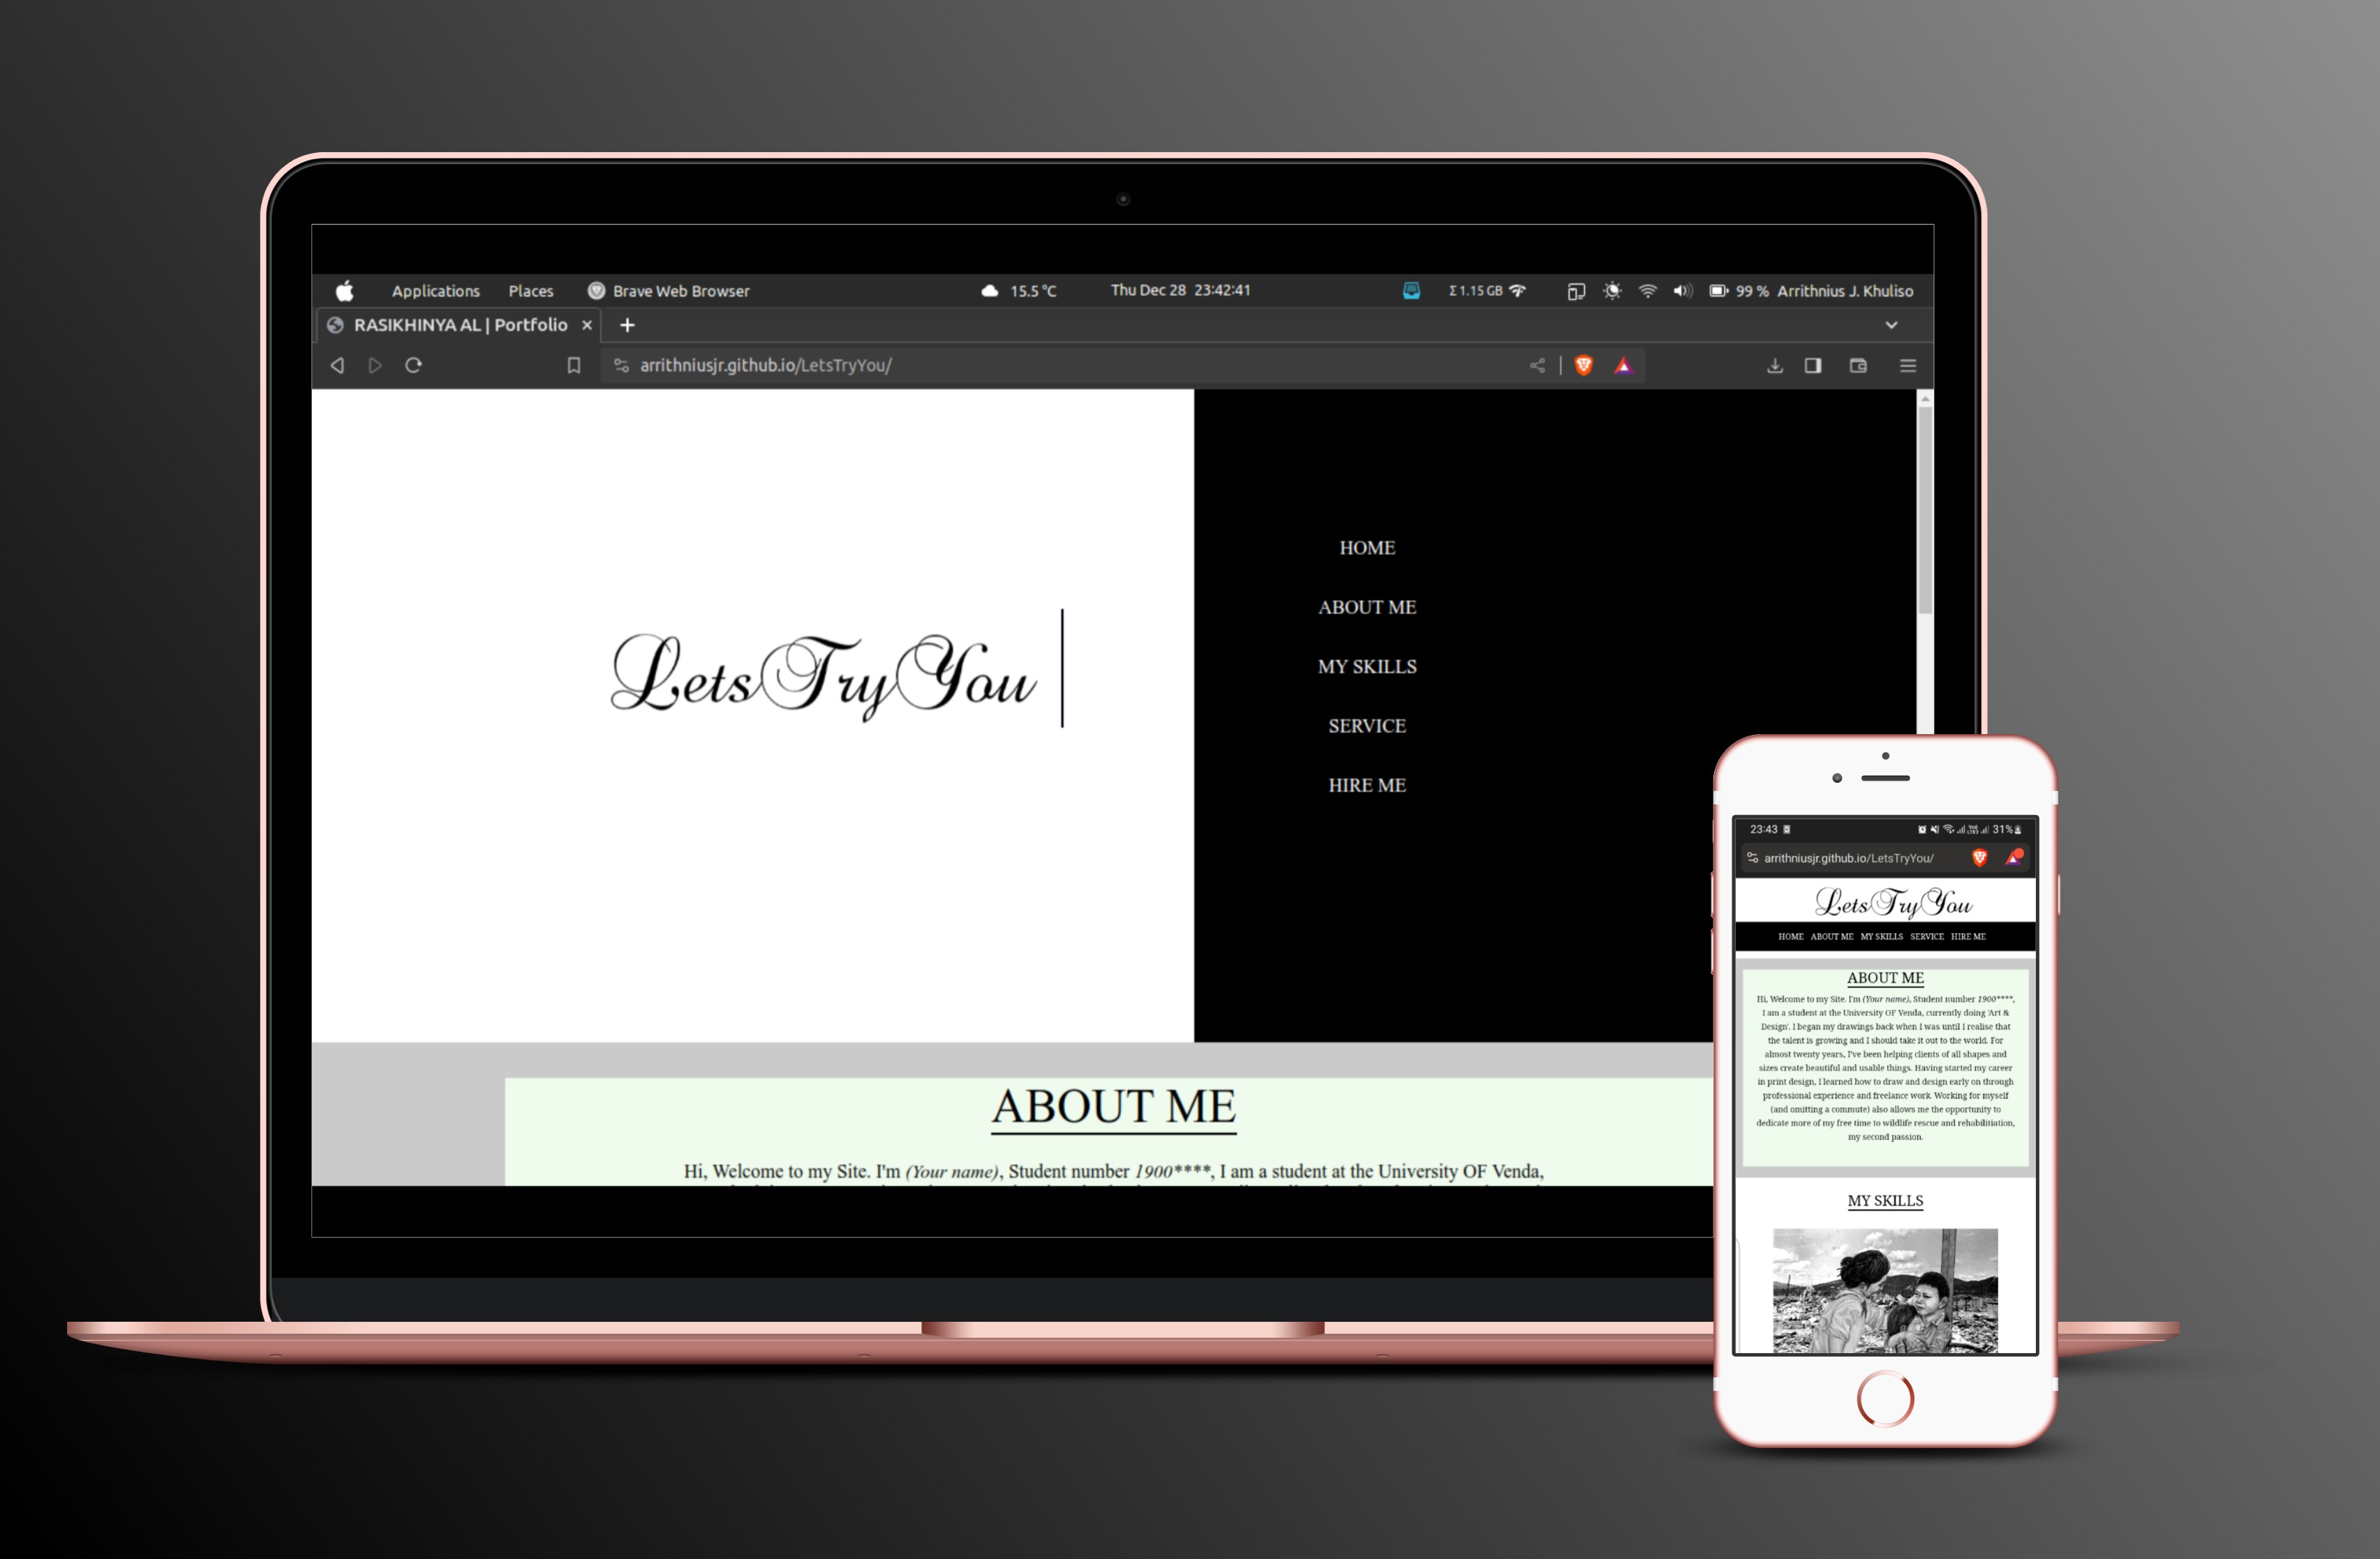 Applications Places Brave Web Browser 15.5 °C Thu Dec 28 23:42:41 Σ 1.15 GB 99 % Arrithnius J. Khuliso
RASIKHINYA AL | Portfolio
arrithniusjr.github.io/LetsTryYou/
LetsTryYou
HOME
ABOUT ME
MY SKILLS
SERVICE
HIRE ME
ABOUT ME
Hi, Welcome to my Site. I'm (Your name), Student number 1900****, I am a student at the University OF Venda,
23:43 31%
arrithniusjr.github.io/LetsTryYou/
LetsTryYou
HOME ABOUT ME MY SKILLS SERVICE HIRE ME
ABOUT ME
Hi, Welcome to my Site. I'm (Your name), Student number 1900****,
I am a student at the University OF Venda, currently doing 'Art &
Design'. I began my drawings back when I was until I realise that
the talent is growing and I should take it out to the world. For
almost twenty years, I've been helping clients of all shapes and
sizes create beautiful and usable things. Having started my career
in print design, I learned how to draw and design early on through
professional experience and freelance work. Working for myself
(and omitting a commute) also allows me the opportunity to
dedicate more of my free time to wildlife rescue and rehabilitiation,
my second passion.
MY SKILLS